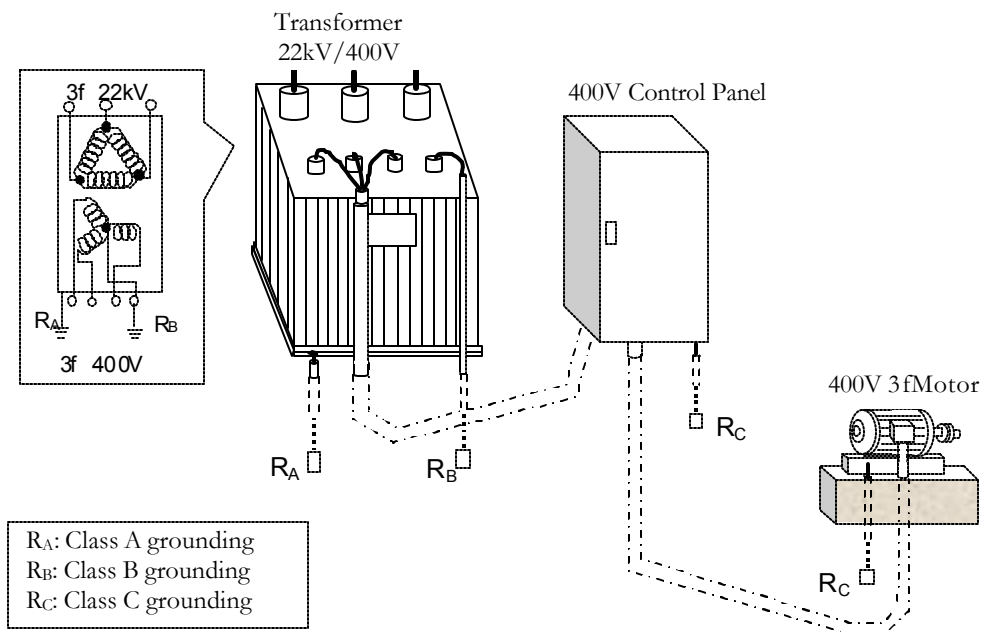 Transformer
22kV/400V
3f 22kV
400V Control Panel
RA
RB
3f 400V
400V 3fMotor
RC
RA
RB
RC
RA: Class A grounding
RB: Class B grounding
RC: Class C grounding